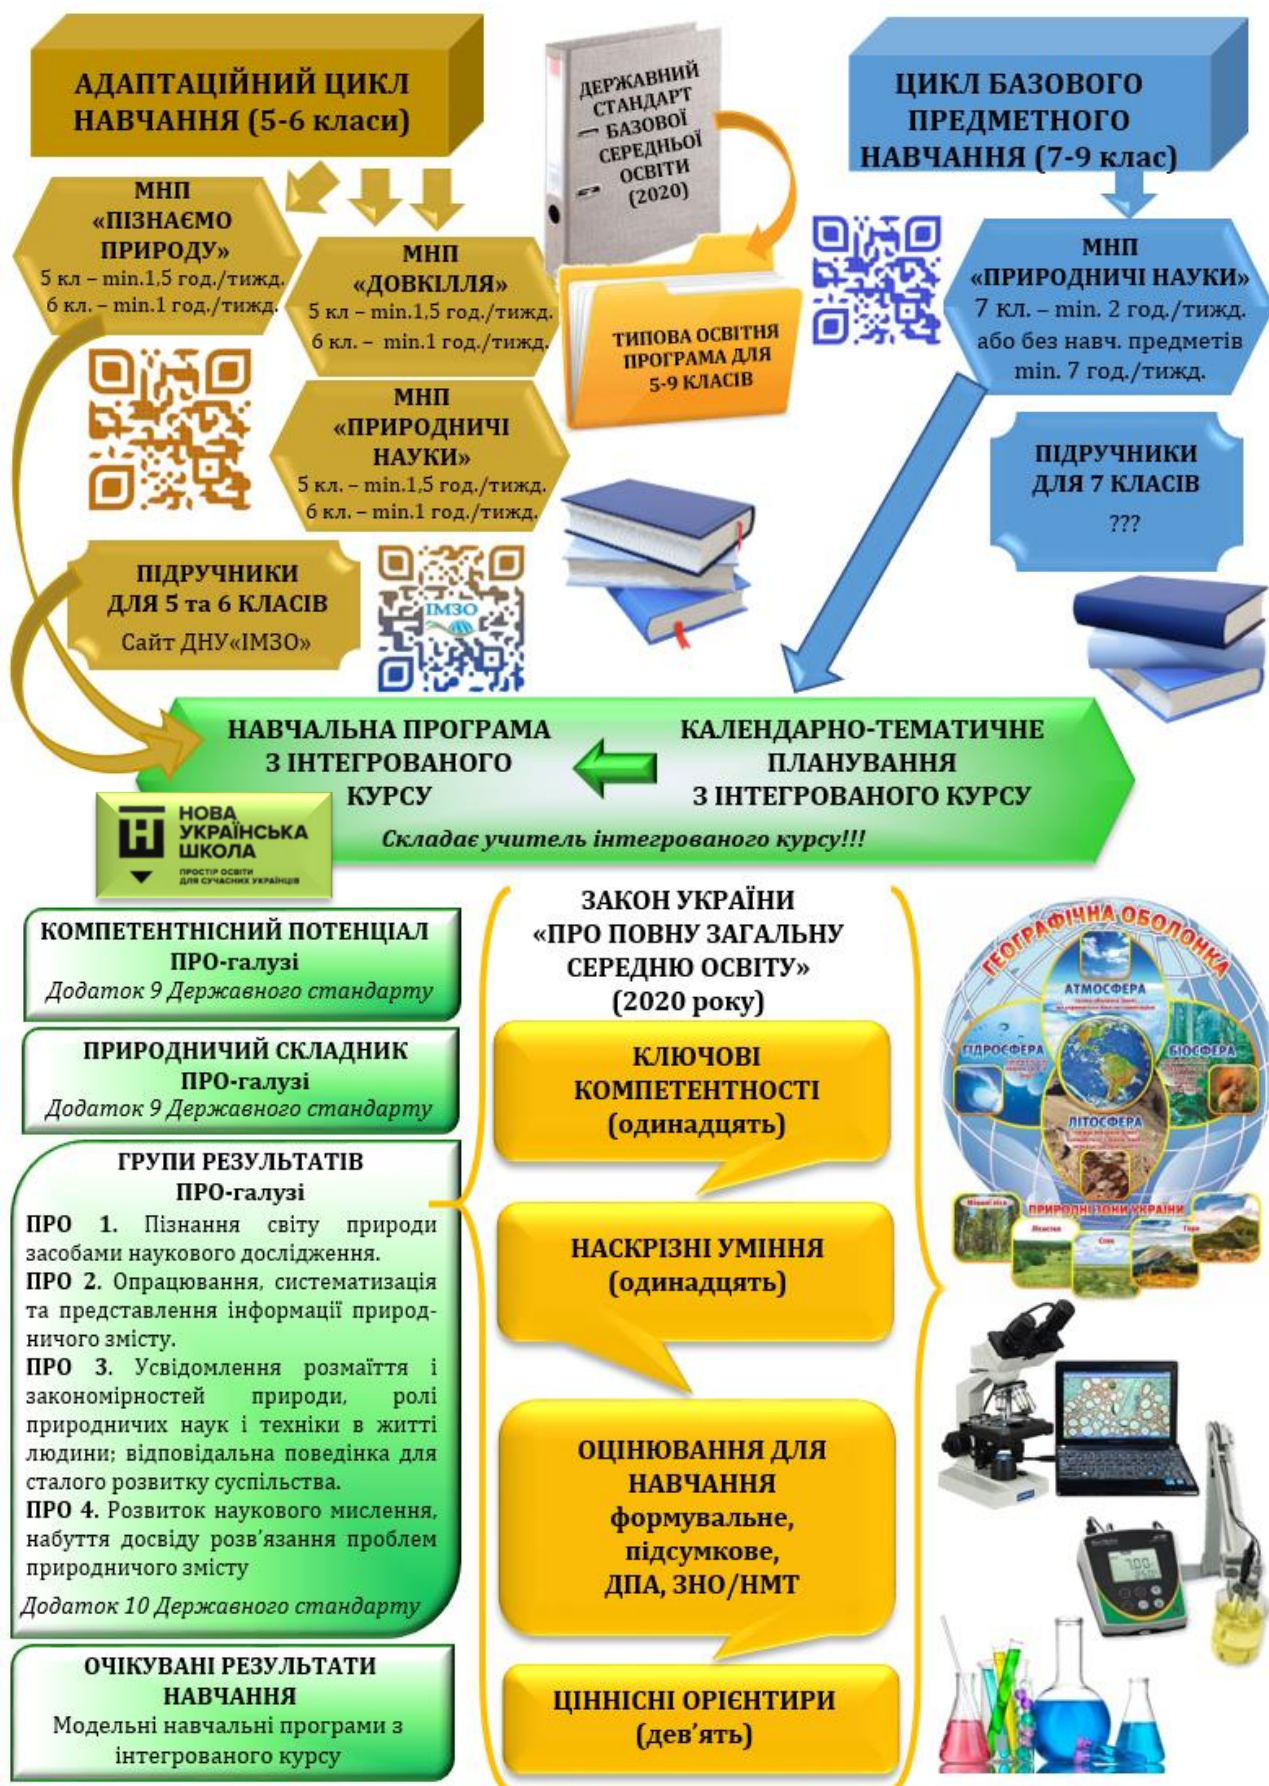 АДАПТАЦІЙНИЙ ЦИКЛ
НАВЧАННЯ (5-6 класи)
ДЕРЖАВНИЙ
СТАНДАРТ
БАЗОВОЇ
СЕРЕДНЬОЇ
ОСВІТИ
(2020)
ЦИКЛ БАЗОВОГО
ПРЕДМЕТНОГО
НАВЧАННЯ (7-9 клас)
МНП
«ПІЗНАЄМО
ПРИРОДУ»
5 кл – min.1,5 год./тижд.
6 кл. – min.1 год./тижд.
МНП
«ДОВКІЛЛЯ»
5 кл – min.1,5 год./тижд.
6 кл. – min.1 год./тижд.
ТИПОВА ОСВІТНЯ
ПРОГРАМА ДЛЯ
5-9 КЛАСІВ
МНП
«ПРИРОДНИЧІ НАУКИ»
7 кл. – min. 2 год./тижд.
або без навч. предметів
min. 7 год./тижд.
МНП
«ПРИРОДНИЧІ
НАУКИ»
5 кл. – min.1,5 год./тижд.
6 кл. – min.1 год./тижд.
ПІДРУЧНИКИ
ДЛЯ 7 КЛАСІВ
???
ПІДРУЧНИКИ
ДЛЯ 5 та 6 КЛАСІВ
Сайт ДНУ«ІМЗО»
ІМЗО
НАВЧАЛЬНА ПРОГРАМА
З ІНТЕГРОВАНОГО
КУРСУ
КАЛЕНДАРНО-ТЕМАТИЧНЕ
ПЛАНУВАННЯ
З ІНТЕГРОВАНОГО КУРСУ
Складає учитель інтегрованого курсу!!!
НОВА
УКРАЇНСЬКА
ШКОЛА
ПРОСТІР ОСВІТИ
ДЛЯ СУЧАСНИХ УКРАЇНЦІВ
КОМПЕТЕНТНІСНИЙ ПОТЕНЦІАЛ
ПРО-галузі
Додаток 9 Державного стандарту
ПРИРОДНИЧИЙ СКЛАДНИК
ПРО-галузі
Додаток 9 Державного стандарту
ГРУПИ РЕЗУЛЬТАТІВ
ПРО-галузі
ПРО 1. Пізнання світу природи
засобами наукового дослідження.
ПРО 2. Опрацювання, систематизація
та представлення інформації природ-
ничого змісту.
ПРО 3. Усвідомлення розмаїття і
закономірностей природи, ролі
природничих наук і техніки в житті
людини; відповідальна поведінка для
сталого розвитку суспільства.
ПРО 4. Розвиток наукового мислення,
набуття досвіду розв’язання проблем
природничого змісту
Додаток 10 Державного стандарту
ОЧІКУВАНІ РЕЗУЛЬТАТИ
НАВЧАННЯ
Модельні навчальні програми з
інтегрованого курсу
ЗАКОН УКРАЇНИ
«ПРО ПОВНУ ЗАГАЛЬНУ
СЕРЕДНЮ ОСВІТУ»
(2020 року)
КЛЮЧОВІ
КОМПЕТЕНТНОСТІ
(одинадцять)
НАСКРІЗНІ УМІННЯ
(одинадцять)
ОЦІНЮВАННЯ ДЛЯ
НАВЧАННЯ
формувальне,
підсумкове,
ДПА, ЗНО/НМТ
ЦІННІСНІ ОРІЄНТИРИ
(дев’ять)
ГЕОГРАФІЧНА ОБОЛОНКА
АТМОСФЕРА
ГІДРОСФЕРА
БІОСФЕРА
ЛІТОСФЕРА
ПРИРОДНІ ЗОНИ УКРАЇНИ
Мішані ліси
Лісостеп
Степ
Гори
7.00